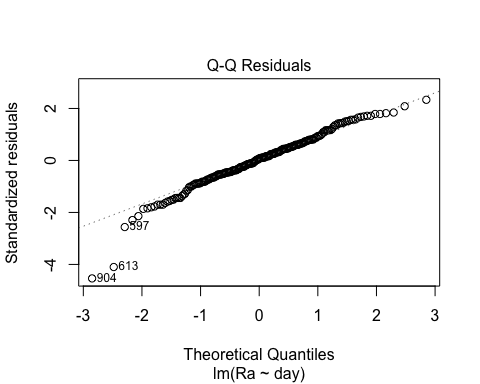 Q-Q Residuals
Standardized residuals
2
0
-2
-4
597
613
904
-3 -2 -1 0 1 2 3
Theoretical Quantiles
lm(Ra ~ day)